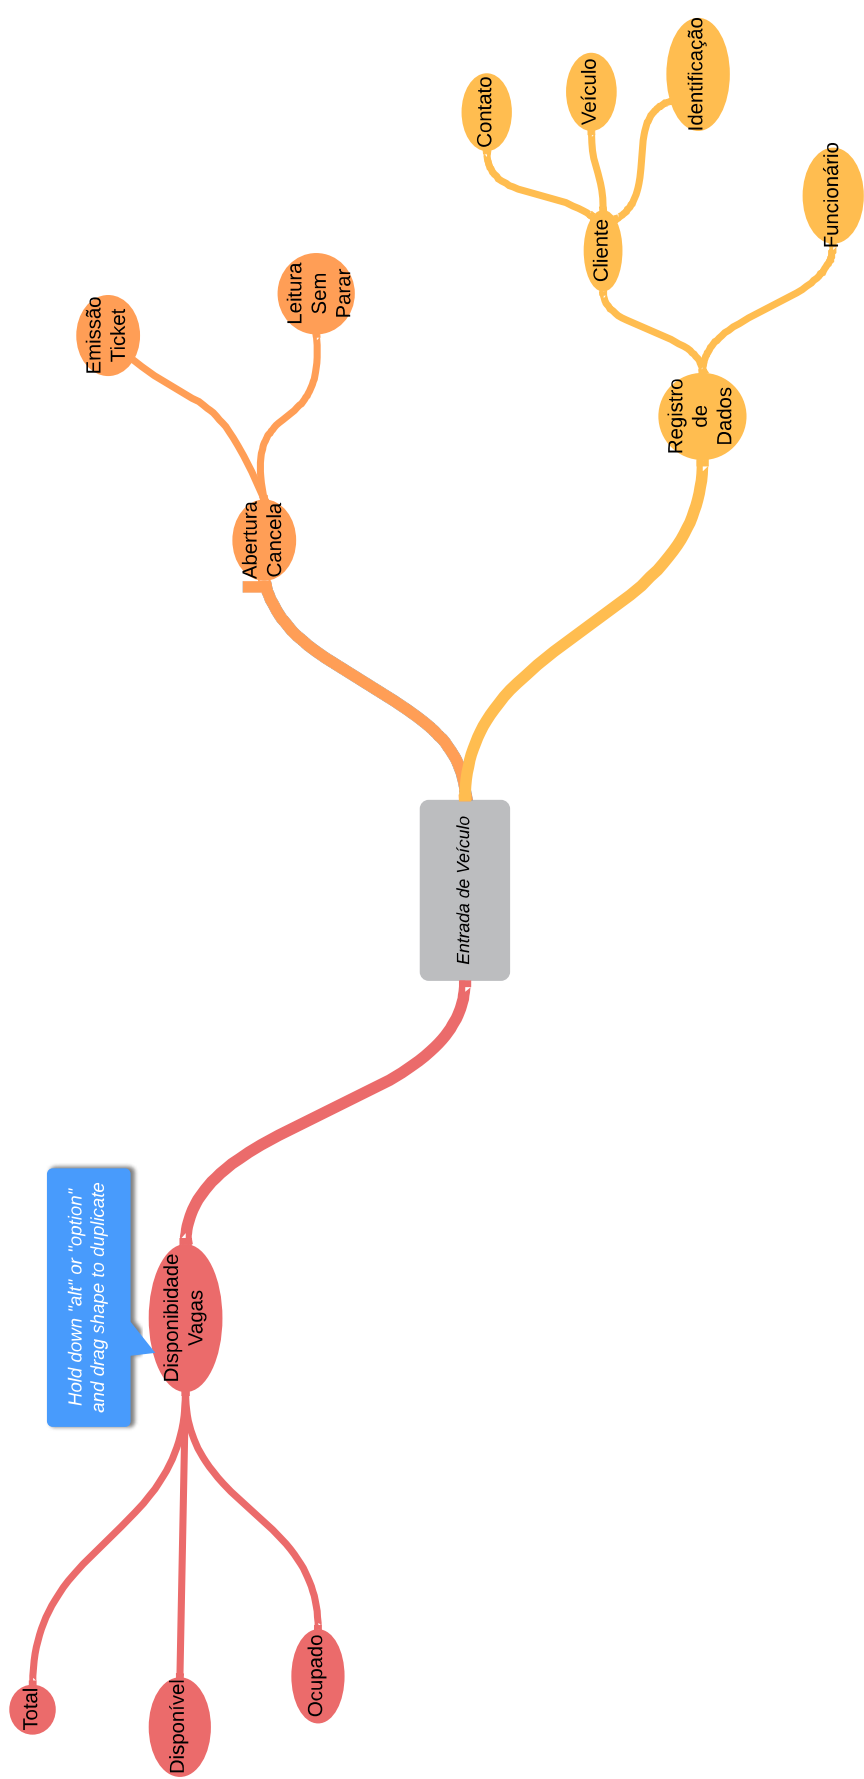 Hold down "alt" or "option"
and drag shape to duplicate
Total
Disponível
Ocupado
Disponibidade
Vagas
Entrada de Veículo
Abertura
Cancela
Emissão
Ticket
Leitura
Sem
Parar
Registro
de
Dados
Cliente
Contato
Veículo
Identificação
Funcionário